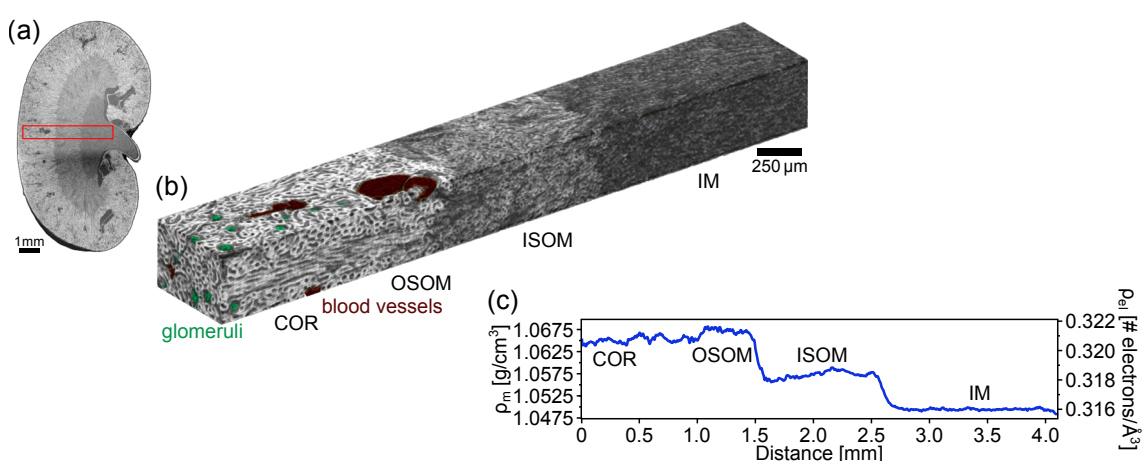 (a)
1mm
(b)
250 µm
IM
ISOM
OSOM
blood vessels
COR
glomeruli
(c)
ρm [g/cm³]
1.0675
1.0625
1.0575
1.0525
1.0475
COR
OSOM
ISOM
IM
0.322
0.320
0.318
0.316
ρel [# electrons/Å³]
0 0.5 1.0 1.5 2.0 2.5 3.0 3.5 4.0
Distance [mm]